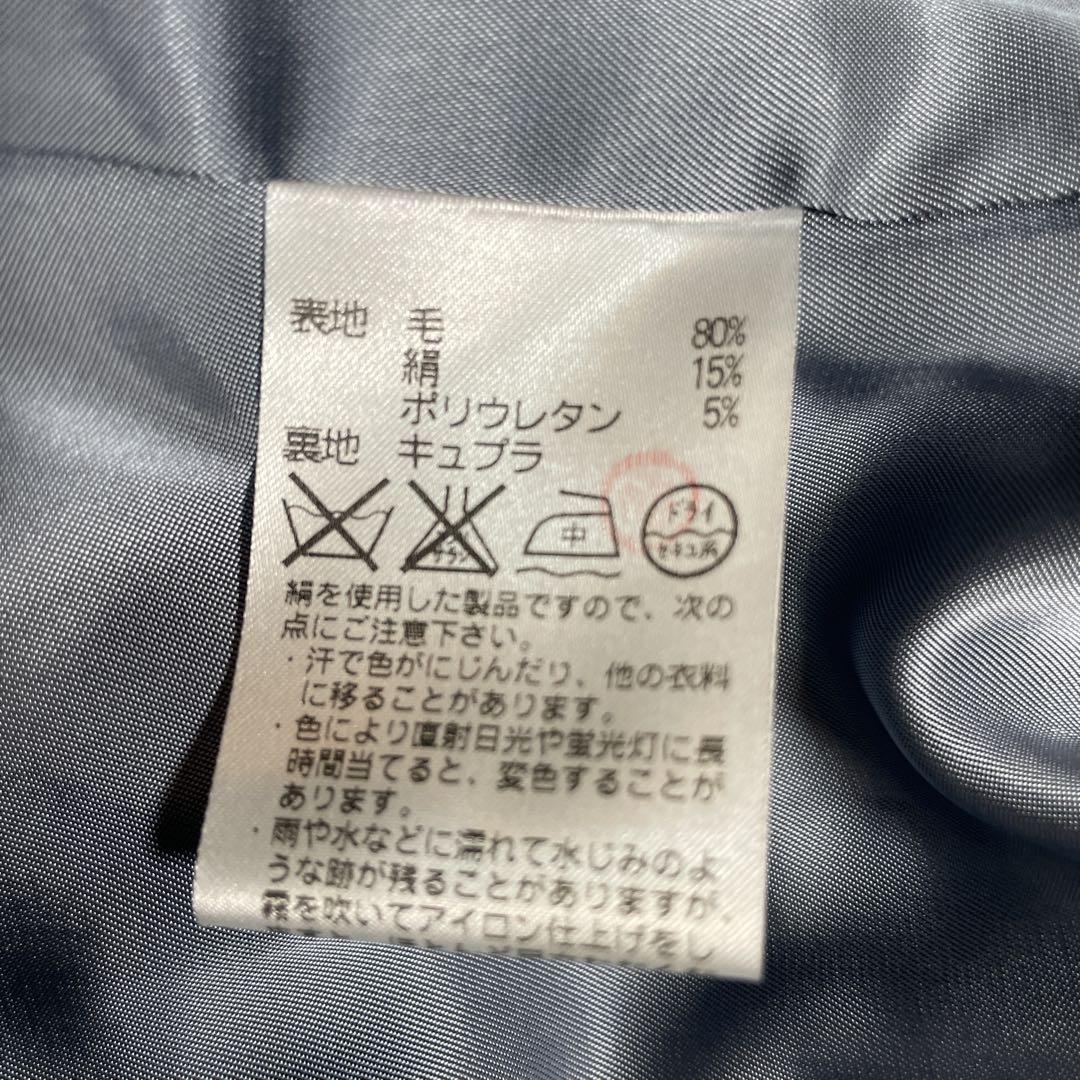 表地 毛 80%
絹 15%
ポリウレタン 5%
裏地 キュプラ
エンソ サラシ 中 ドライ セキユ系
絹を使用した製品ですので、次の
点にご注意下さい。
・汗で色がにじんだり、他の衣料
に移ることがあります。
・色により直射日光や蛍光灯に長
時間当てると、変色することが
あります。
・雨や水などに濡れて水じみのよ
うな跡が残ることがありますが、
霧を吹いてアイロン仕上げをし